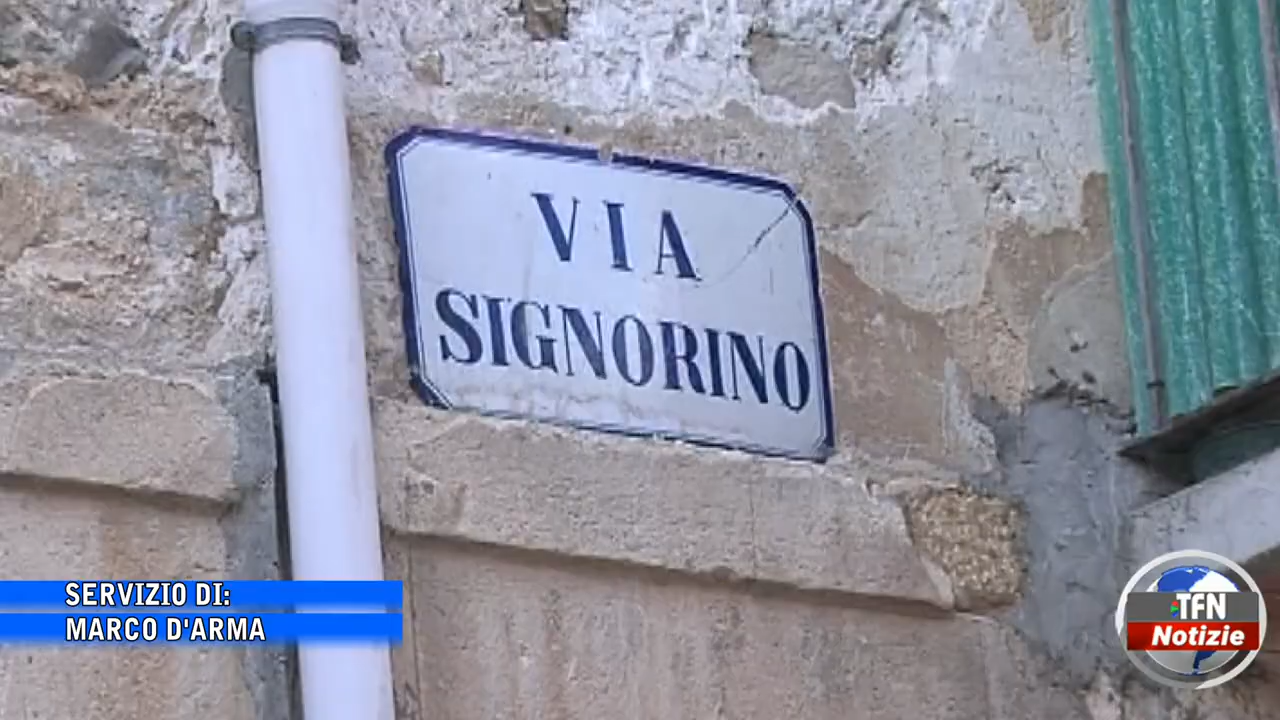 VIA
SIGNORINO
SERVIZIO DI:
MARCO D'ARMA
TFN
Notizie